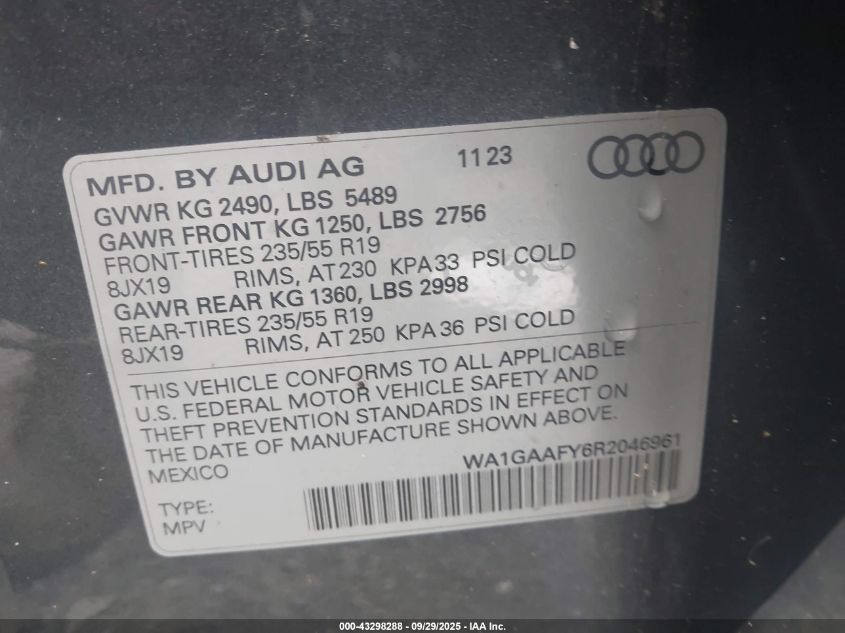 MFD. BY AUDI AG 11 23
GVWR KG 2490, LBS 5489
GAWR FRONT KG 1250, LBS 2756
FRONT-TIRES 235/55 R19
8JX19 RIMS, AT 230 KPA 33 PSI COLD
GAWR REAR KG 1360, LBS 2998
REAR-TIRES 235/55 R19
8JX19 RIMS, AT 250 KPA 36 PSI COLD
THIS VEHICLE CONFORMS TO ALL APPLICABLE
U.S. FEDERAL MOTOR VEHICLE SAFETY AND
THEFT PREVENTION STANDARDS IN EFFECT ON
THE DATE OF MANUFACTURE SHOWN ABOVE.
MEXICO WA1GAAFY6R2046961
TYPE:
MPV
000-43298288 - 09/29/2025 - IAA Inc.